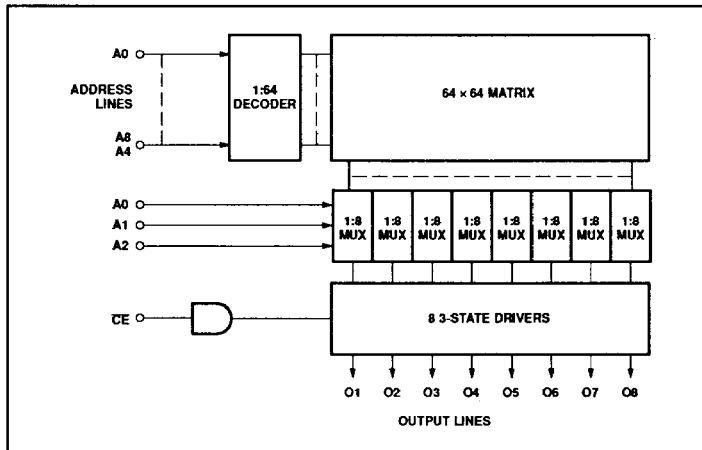 A0
ADDRESS
LINES
A8
A4
1:64
DECODER
64 × 64 MATRIX
A0
A1
A2
1:8
MUX
1:8
MUX
1:8
MUX
1:8
MUX
1:8
MUX
1:8
MUX
1:8
MUX
1:8
MUX
CE
8 3-STATE DRIVERS
O1 O2 O3 O4 O5 O6 O7 O8
OUTPUT LINES